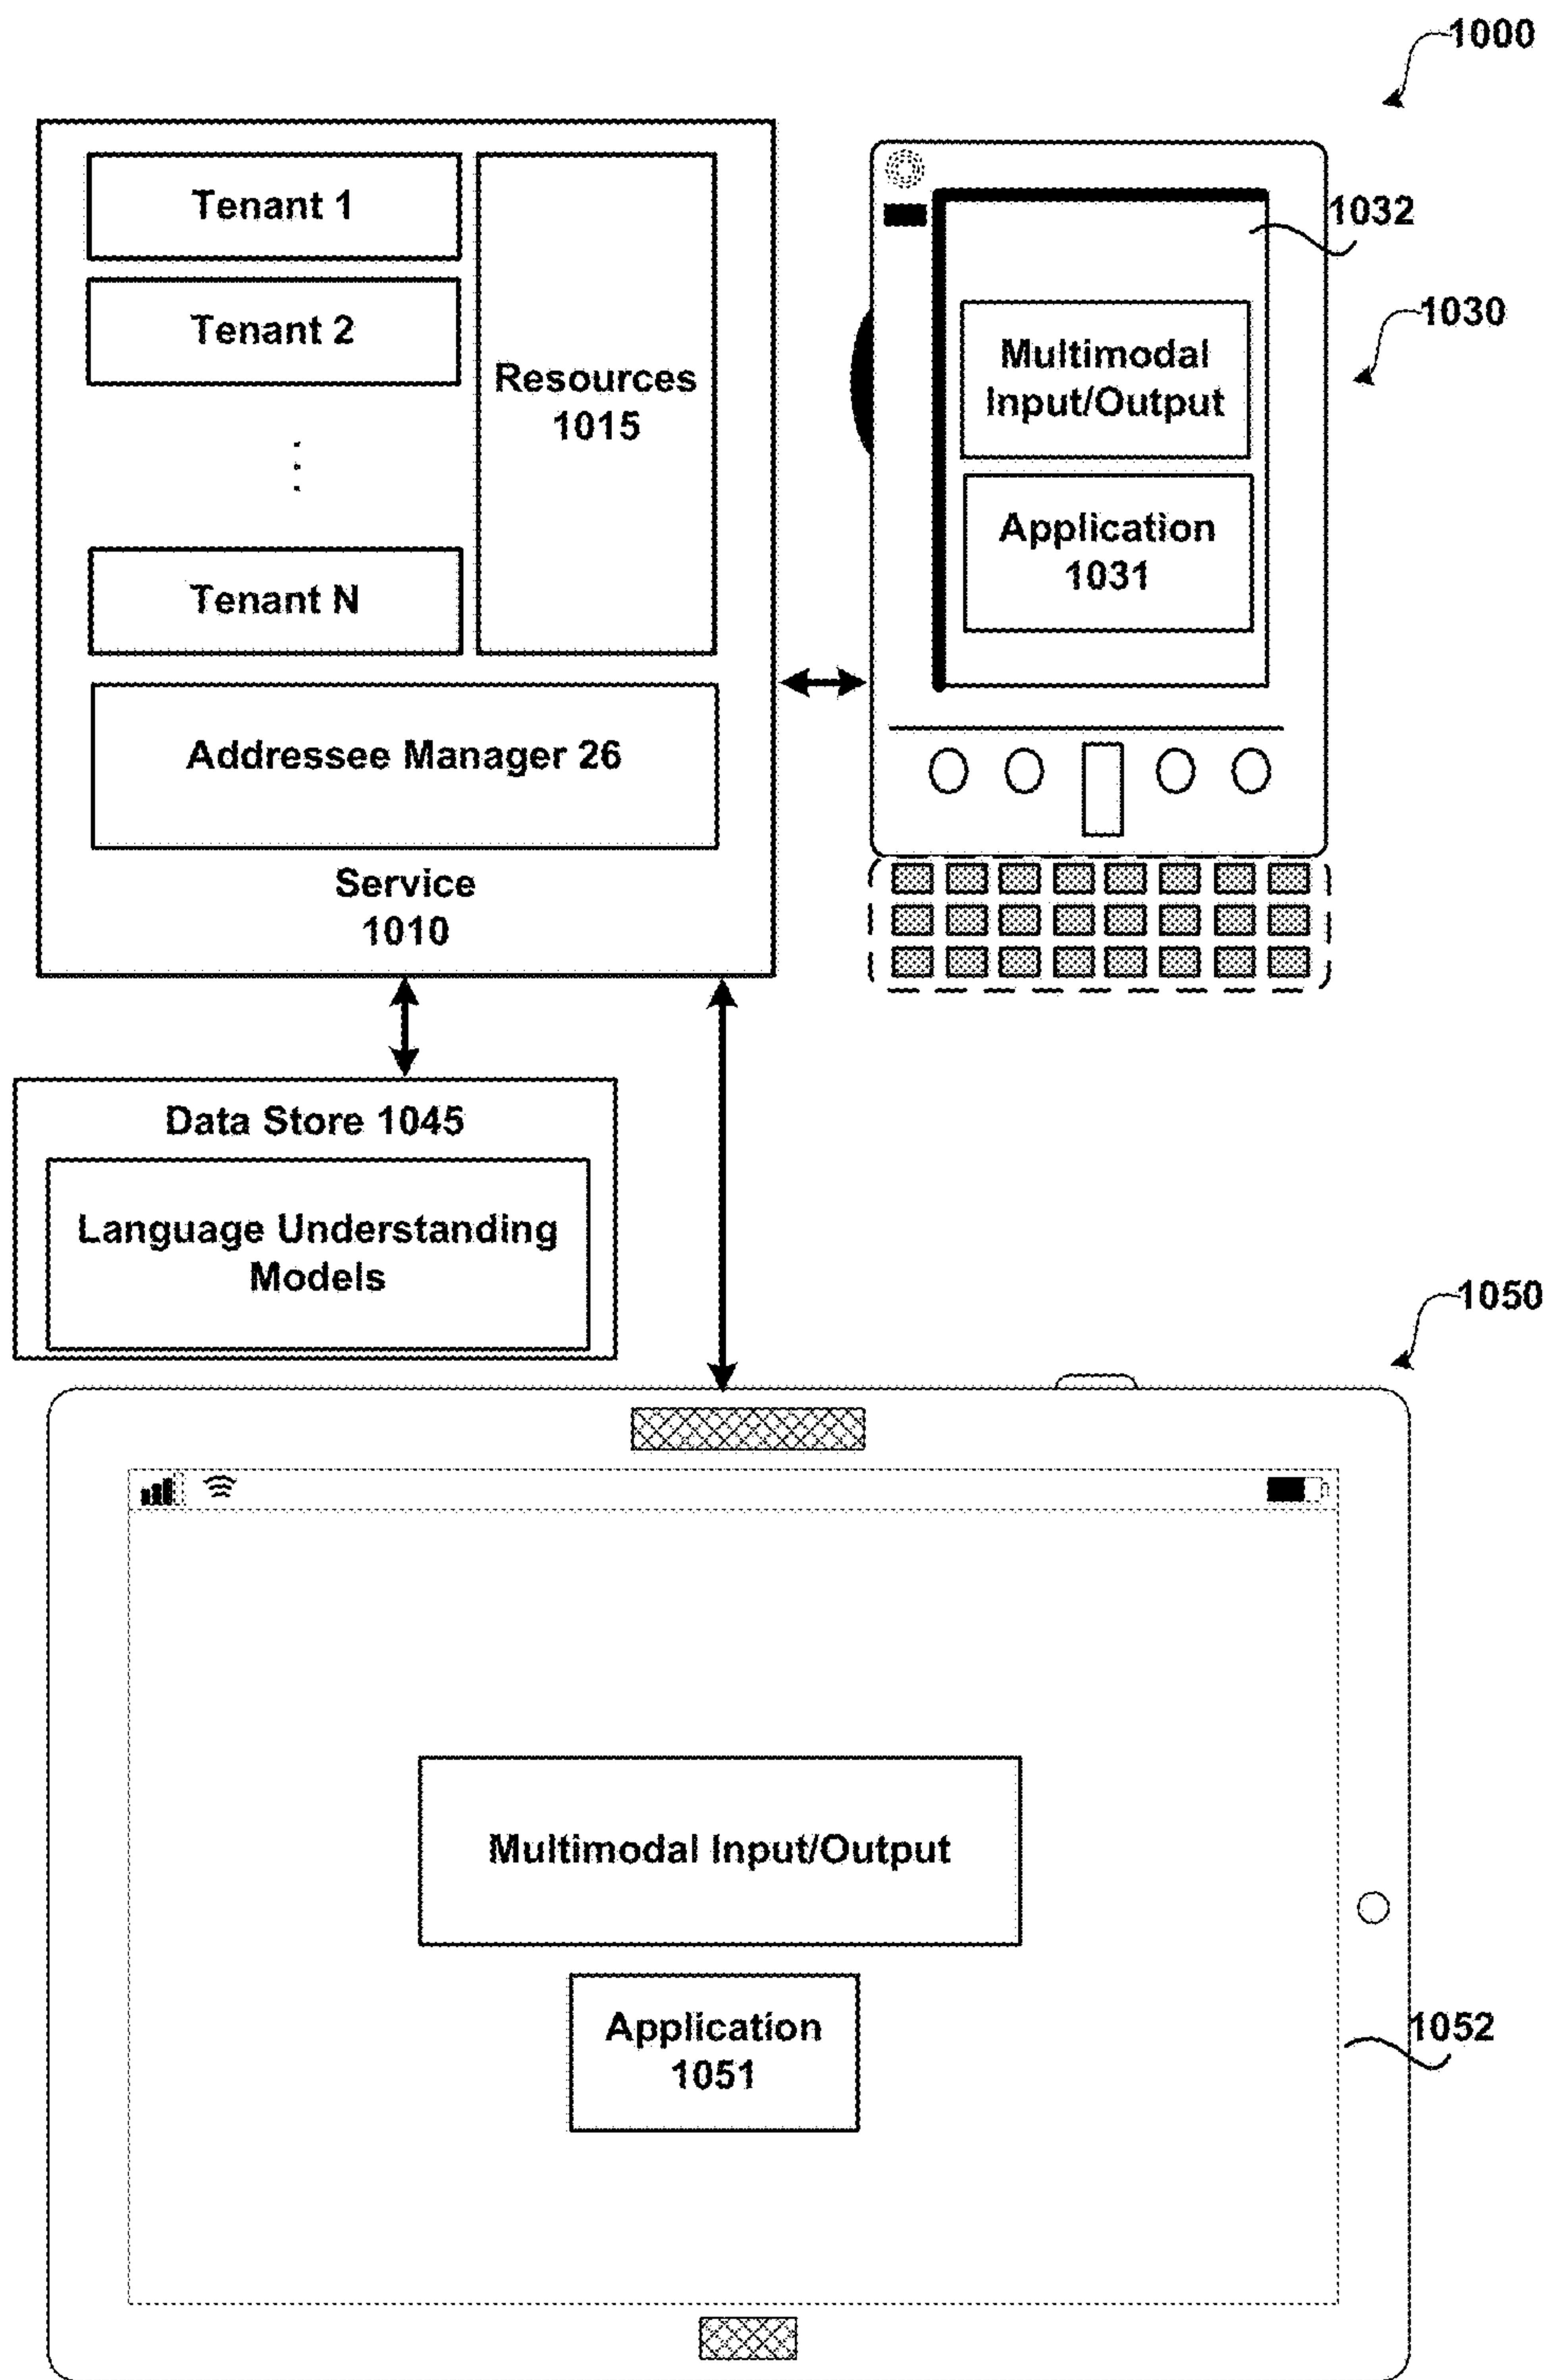 1000
Tenant 1
Tenant 2
Tenant N
Resources
1015
Addressee Manager 26
Service
1010
1032
1030
Multimodal
Input/Output
Application
1031
Data Store 1045
Language Understanding
Models
1050
Multimodal Input/Output
Application
1051
1052